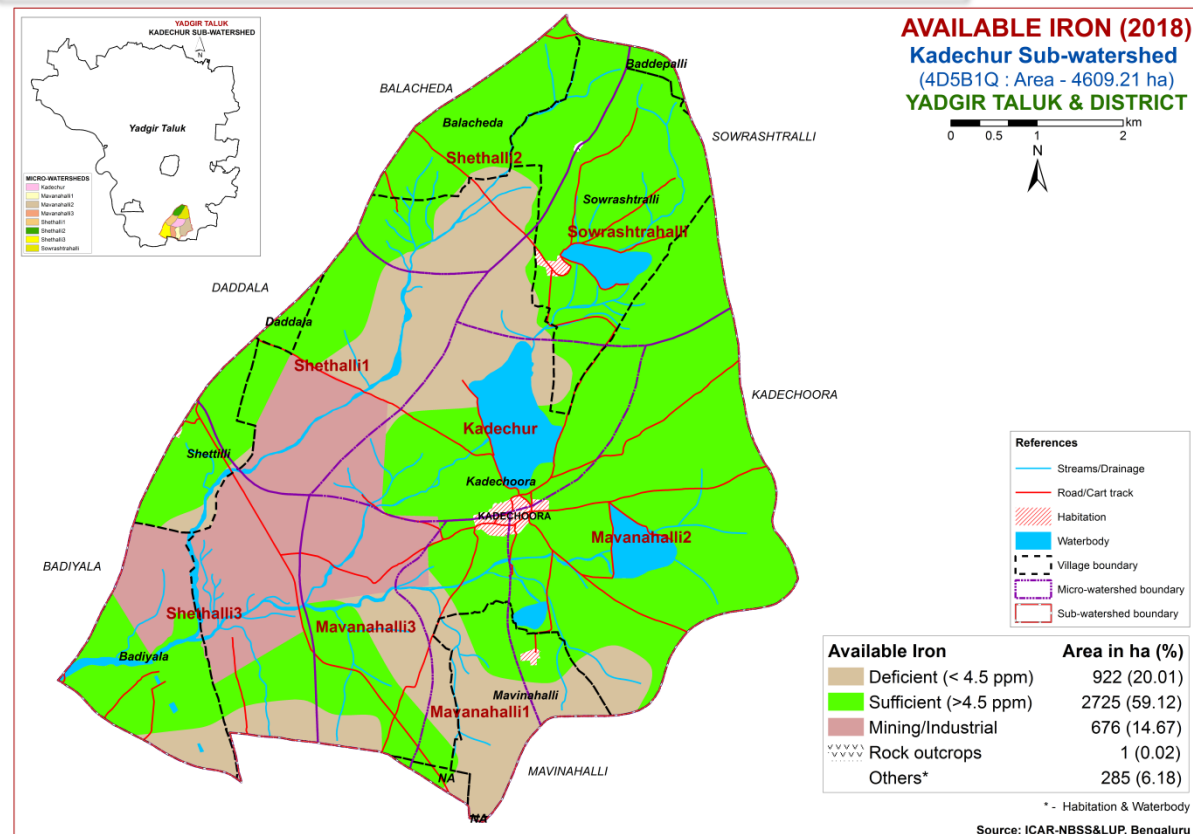 AVAILABLE IRON (2018)
Kadechur Sub-watershed
(4D5B1Q : Area - 4609.21 ha)
YADGIR TALUK & DISTRICT
km
0 0.5 1 2
N
YADGIR TALUK
KADECHUR SUB-WATERSHED
N
Yadgir Taluk
MICRO-WATERSHEDS
Kadechur
Mavanahalli1
Mavanahalli2
Mavanahalli3
Shethalli1
Shethalli2
Shethalli3
Sowrashtrahalli
Baddepalli
BALACHEDA
Balacheda
SOWRASHTRALLI
Shethalli2
Sowrashtralli
Sowrashtrahalli
DADDALA
Daddala
Shethalli1
KADECHOORA
Kadechur
Shettilli
Kadechoora
KADECHOORA
Mavanahalli2
BADIYALA
Shethalli3
Mavanahalli3
Badiyala
Mavinahalli
Mavanahalli1
MAVINAHALLI
NA
NA
References
Streams/Drainage
Road/Cart track
Habitation
Waterbody
Village boundary
Micro-watershed boundary
Sub-watershed boundary
Available Iron Area in ha (%)
Deficient (< 4.5 ppm) 922 (20.01)
Sufficient (>4.5 ppm) 2725 (59.12)
Mining/Industrial 676 (14.67)
Rock outcrops 1 (0.02)
Others* 285 (6.18)
* - Habitation & Waterbody
Source: ICAR-NBSS&LUP, Bengaluru